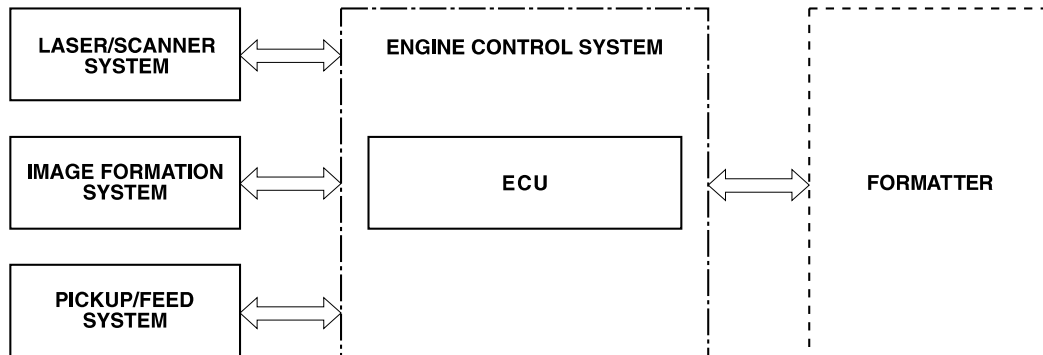 LASER/SCANNER
SYSTEM
ENGINE CONTROL SYSTEM
IMAGE FORMATION
SYSTEM
ECU
FORMATTER
PICKUP/FEED
SYSTEM